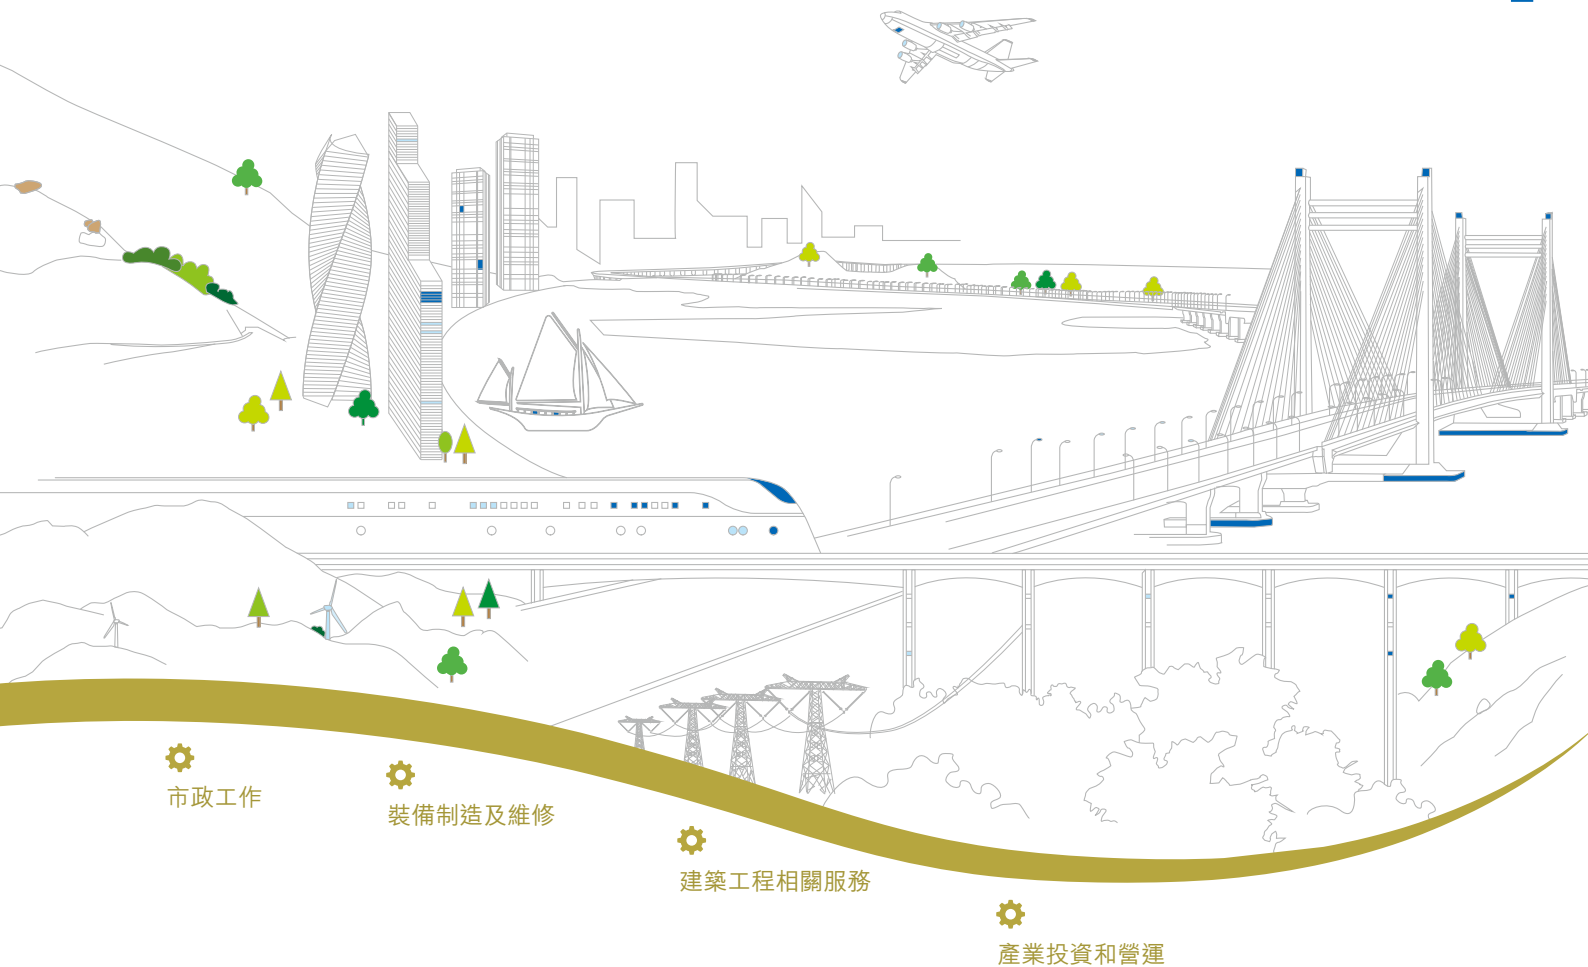 市政工作
裝備制造及維修
建築工程相關服務
產業投資和營運